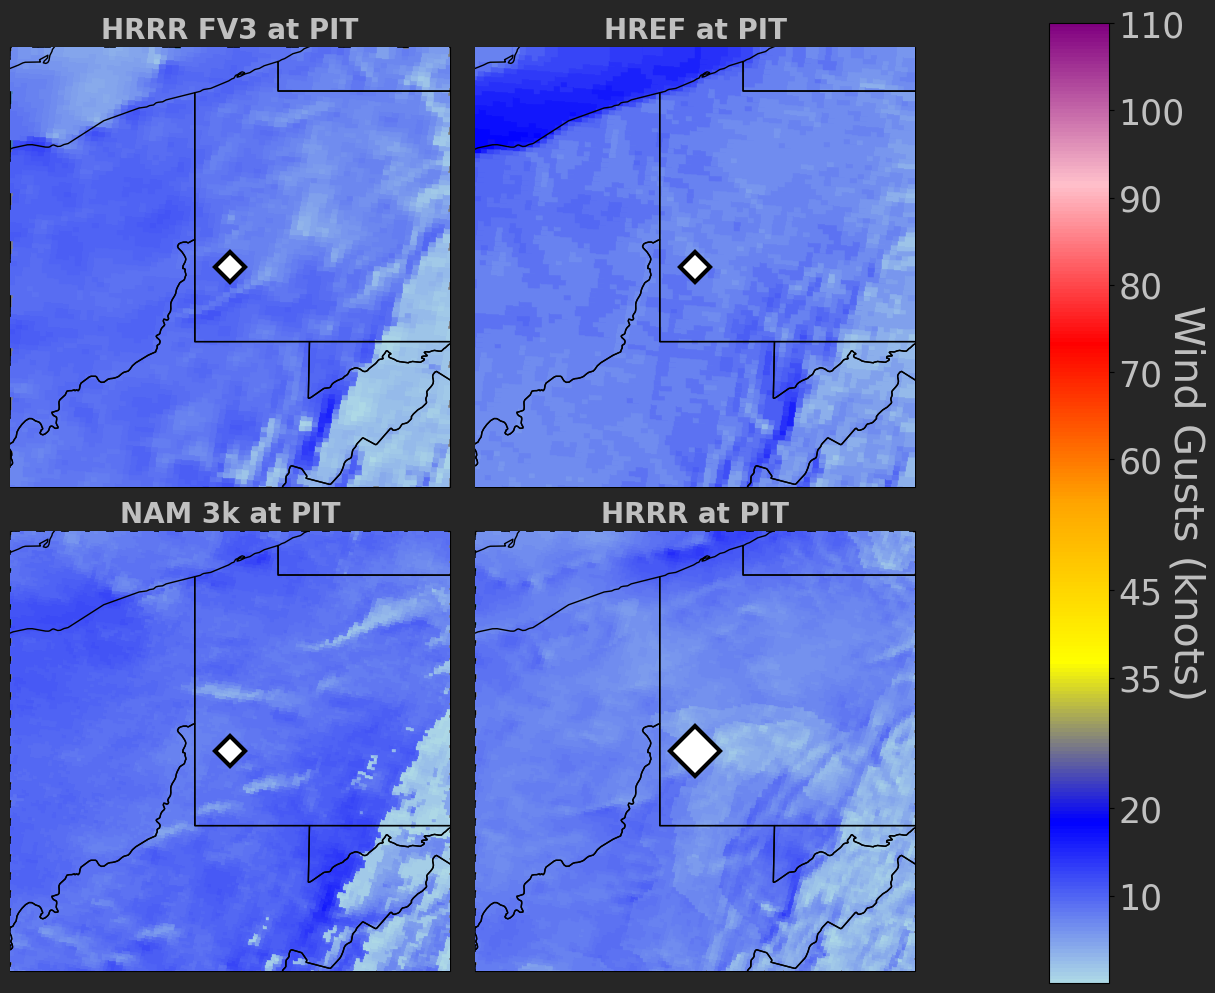 HRRR FV3 at PIT
HREF at PIT
NAM 3k at PIT
HRRR at PIT
110
100
90
80
70
60
45
35
20
10
Wind Gusts (knots)